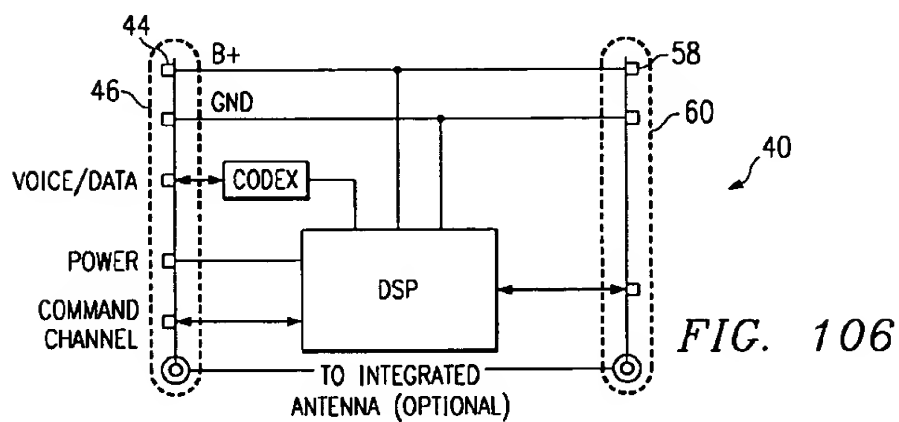 44
B+
58
46
GND
60
40
VOICE/DATA
CODEX
POWER
DSP
COMMAND
CHANNEL
FIG. 106
TO INTEGRATED
ANTENNA (OPTIONAL)